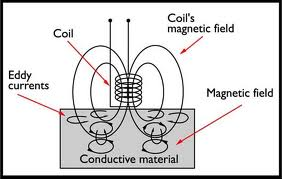 Coil
Coil's
magnetic field
Eddy
currents
Magnetic field
Conductive material